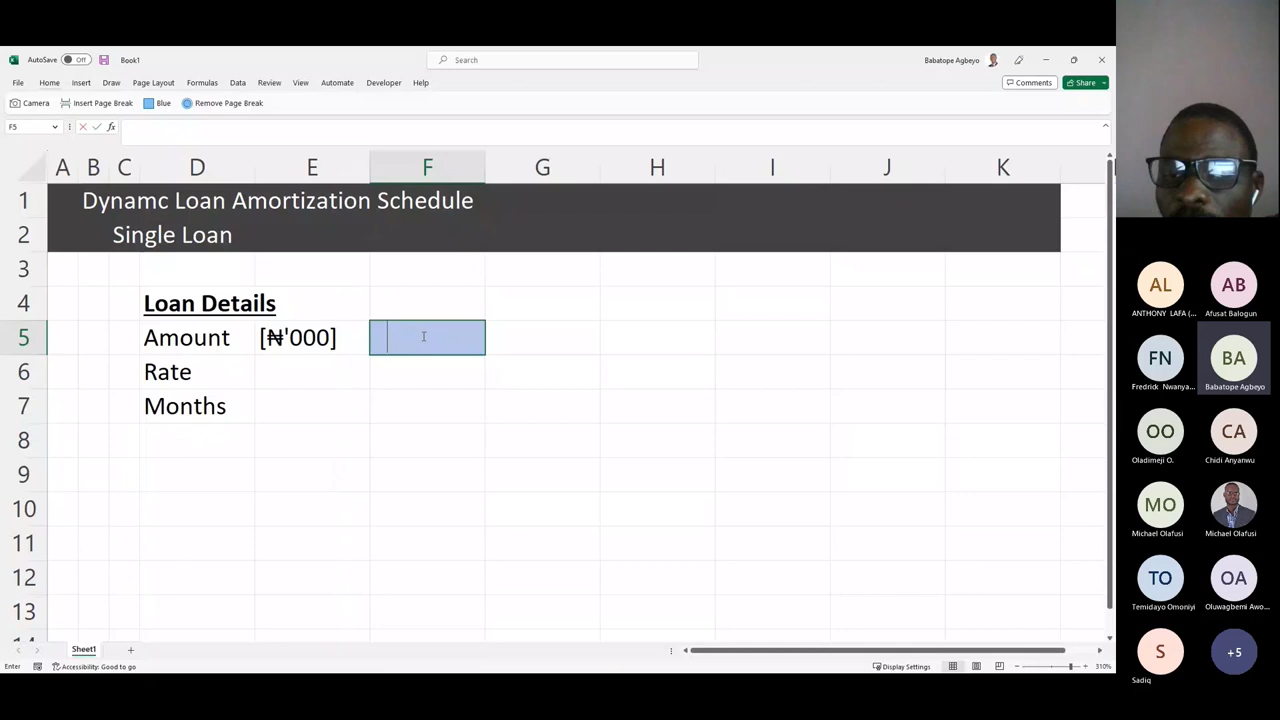 AutoSave Off Book1 Search Babatope Agbeyo
File Home Insert Draw Page Layout Formulas Data Review View Automate Developer Help Comments Share
Camera Insert Page Break Blue Remove Page Break
F5 fx
A B C D E F G H I J K
1 Dynamc Loan Amortization Schedule
2 Single Loan
3
4 Loan Details
5 Amount [₦'000]
6 Rate
7 Months
8
9
10
11
12
13
14
Sheet1
Enter Accessibility: Good to go Display Settings 310%
AL AB
ANTHONY LAFA (... Afusat Balogun
FN BA
Fredrick Nwanya... Babatope Agbeyo
OO CA
Oladimeji O. Chidi Anyanwu
MO
Michael Olafusi Michael Olafusi
TO OA
Temidayo Omoniyi Oluwagbemi Awo...
S +5
Sadiq